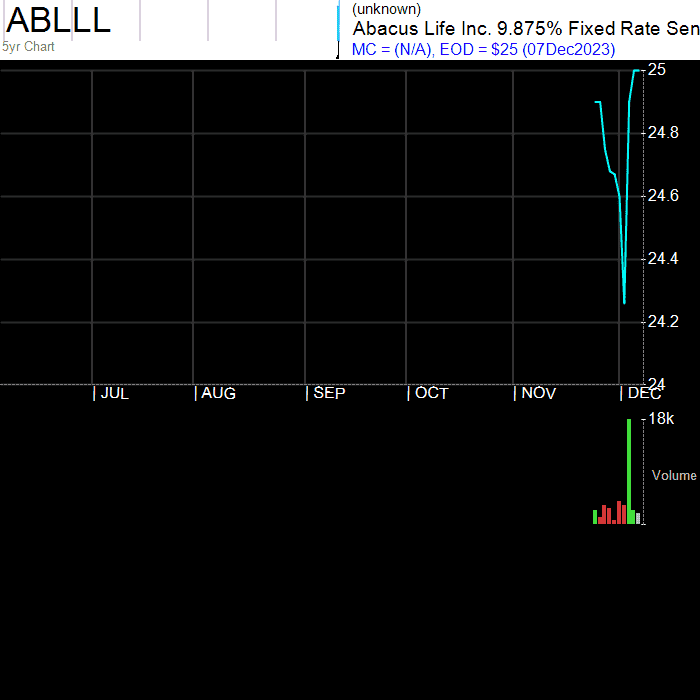 ABLLL
5yr Chart
(unknown)
Abacus Life Inc. 9.875% Fixed Rate Sen
MC = (N/A), EOD = $25 (07Dec2023)
25
24.8
24.6
24.4
24.2
24
JUL AUG SEP OCT NOV DEC
18k
Volume